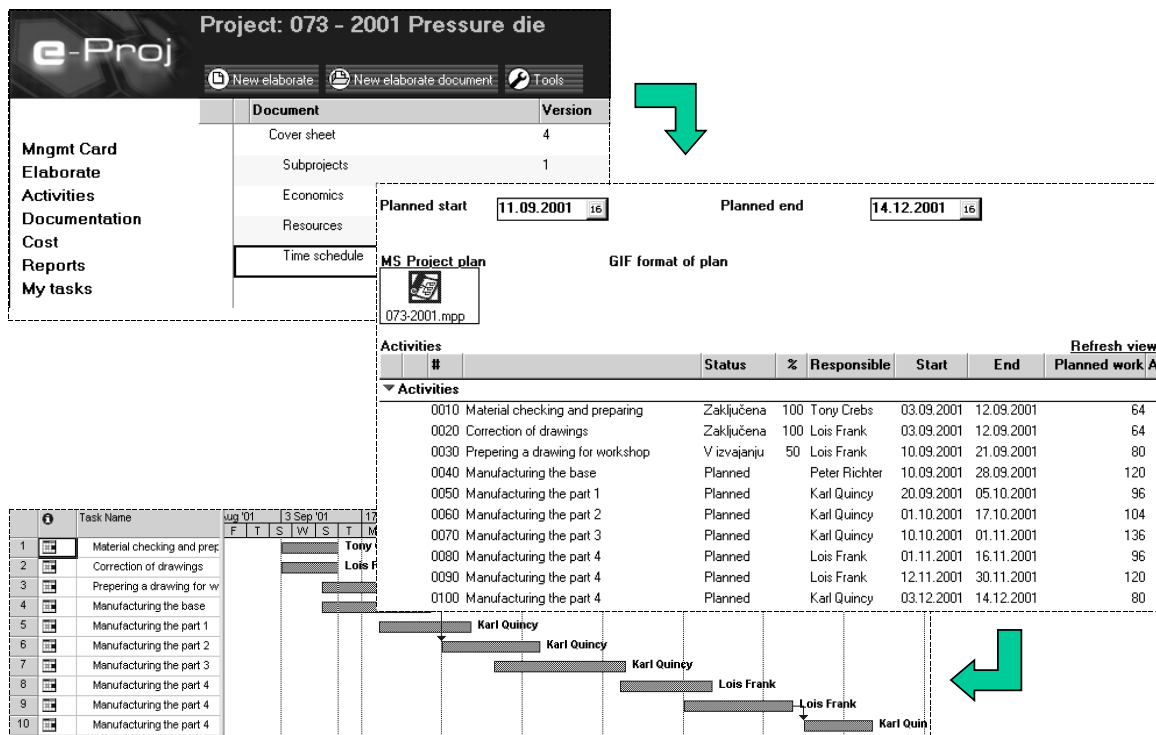 e-Proj
Project: 073 - 2001 Pressure die
New elaborate New elaborate document Tools
Document Version
Cover sheet 4
Subprojects 1
Economics
Resources
Time schedule
Mngmt Card
Elaborate
Activities
Documentation
Cost
Reports
My tasks
Planned start 11.09.2001 16 Planned end 14.12.2001 16
MS Project plan GIF format of plan
073-2001.mpp
Activities Refresh view
# Status % Responsible Start End Planned work A
Activities
0010 Material checking and preparing Zaključena 100 Tony Crebs 03.09.2001 12.09.2001 64
0020 Correction of drawings Zaključena 100 Lois Frank 03.09.2001 12.09.2001 64
0030 Prepering a drawing for workshop V izvajanju 50 Lois Frank 10.09.2001 21.09.2001 80
0040 Manufacturing the base Planned Peter Richter 10.09.2001 28.09.2001 120
0050 Manufacturing the part 1 Planned Karl Quincy 20.09.2001 05.10.2001 96
0060 Manufacturing the part 2 Planned Karl Quincy 01.10.2001 17.10.2001 104
0070 Manufacturing the part 3 Planned Karl Quincy 10.10.2001 01.11.2001 136
0080 Manufacturing the part 4 Planned Lois Frank 01.11.2001 16.11.2001 96
0090 Manufacturing the part 4 Planned Lois Frank 12.11.2001 30.11.2001 120
0100 Manufacturing the part 4 Planned Karl Quincy 03.12.2001 14.12.2001 80
Task Name ug '01 3 Sep '01 17
F T S W S T M
1 Material checking and prep Tony
2 Correction of drawings Lois F
3 Prepering a drawing for w
4 Manufacturing the base
5 Manufacturing the part 1 Karl Quincy
6 Manufacturing the part 2 Karl Quincy
7 Manufacturing the part 3 Karl Quincy
8 Manufacturing the part 4 Lois Frank
9 Manufacturing the part 4 Lois Frank
10 Manufacturing the part 4 Karl Quin